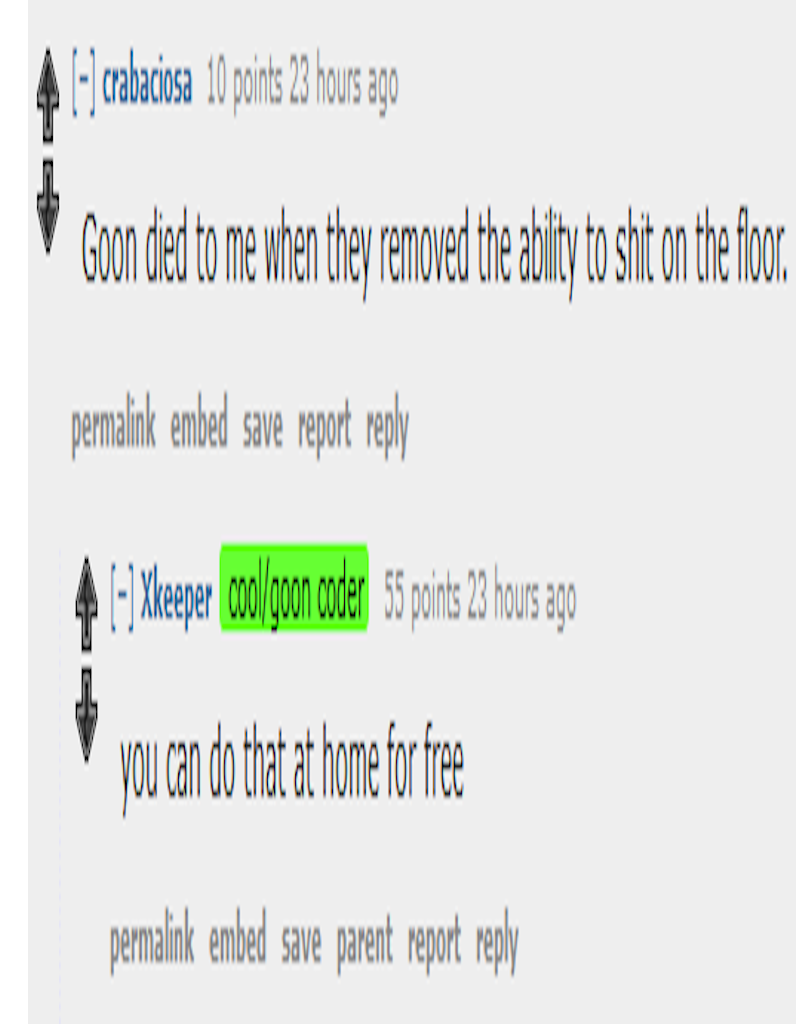 [–] crabaciosa 10 points 23 hours ago
Goon died to me when they removed the ability to shit on the floor.
permalink embed save report reply
[–] Xkeeper cool/goon coder 55 points 23 hours ago
you can do that at home for free
permalink embed save parent report reply